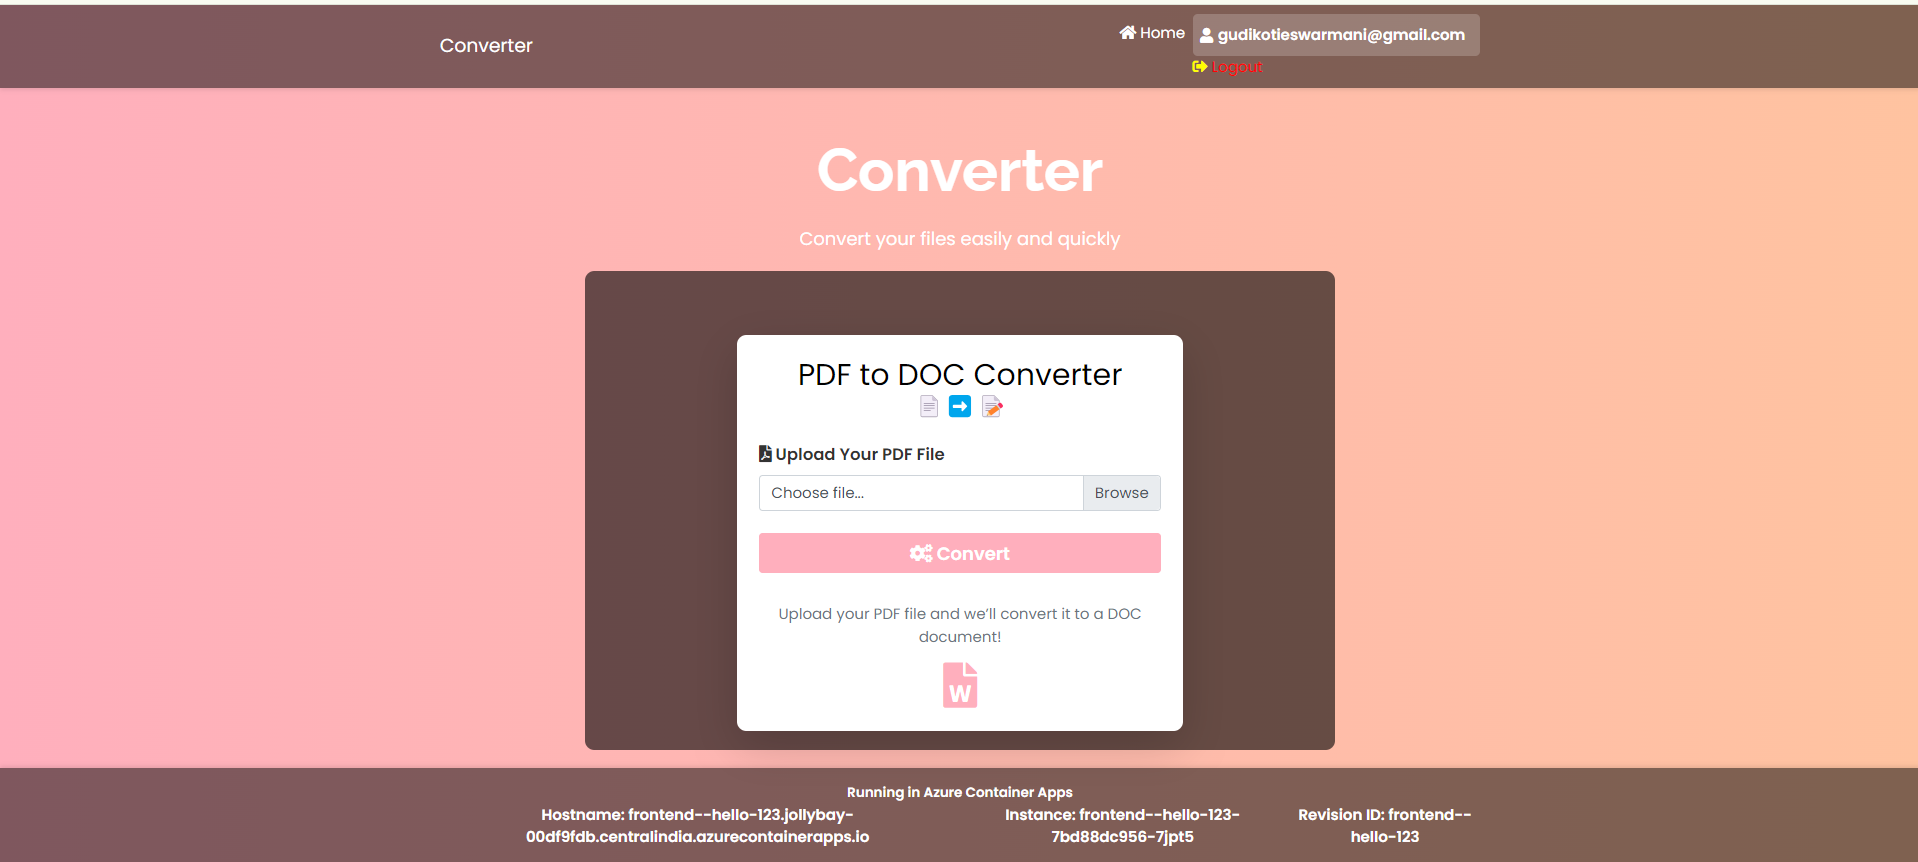 Converter
Home
gudikotieswarmani@gmail.com
Logout
Converter
Convert your files easily and quickly
PDF to DOC Converter
Upload Your PDF File
Choose file...
Browse
Convert
Upload your PDF file and we’ll convert it to a DOC
document!
W
Running in Azure Container Apps
Hostname: frontend--hello-123.jollybay-
00df9fdb.centralindia.azurecontainerapps.io
Instance: frontend--hello-123-
7bd88dc956-7jpt5
Revision ID: frontend--
hello-123